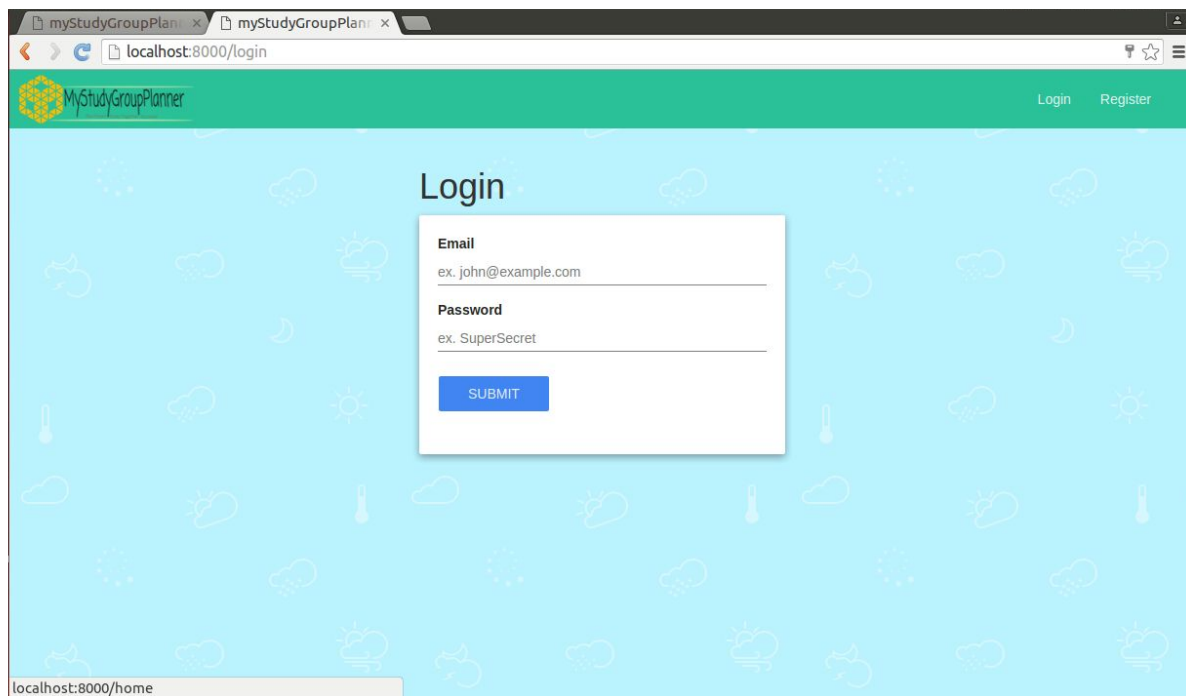 myStudyGroupPlann
myStudyGroupPlann
localhost:8000/login
MyStudyGroupPlanner
Login Register
Login
Email
ex. john@example.com
Password
ex. SuperSecret
SUBMIT
localhost:8000/home